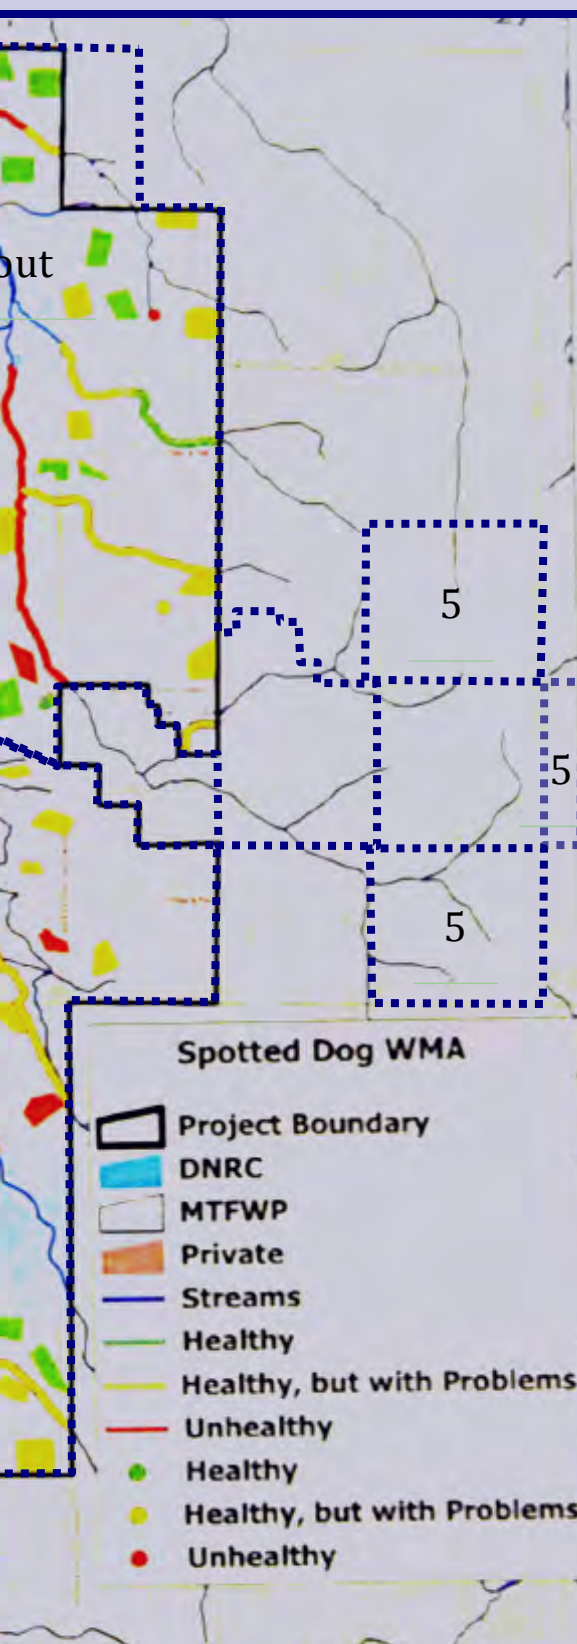 out
5
5
5
Spotted Dog WMA
Project Boundary
DNRC
MTFWP
Private
Streams
Healthy
Healthy, but with Problems
Unhealthy
Healthy
Healthy, but with Problems
Unhealthy